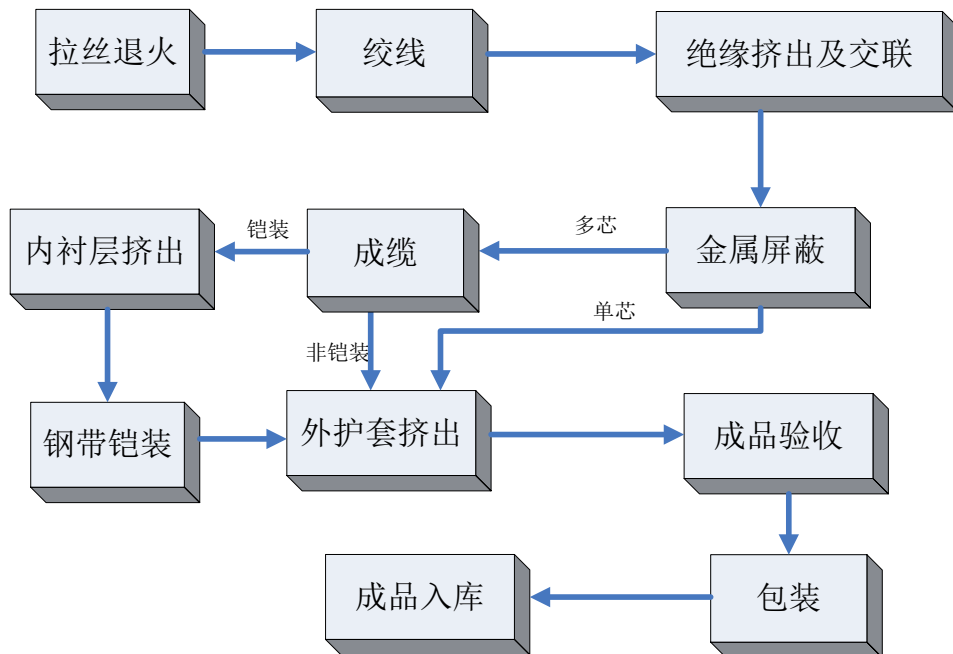 拉丝退火
绞线
绝缘挤出及交联
内衬层挤出
铠装
成缆
多芯
金属屏蔽
非铠装
单芯
钢带铠装
外护套挤出
成品验收
成品入库
包装